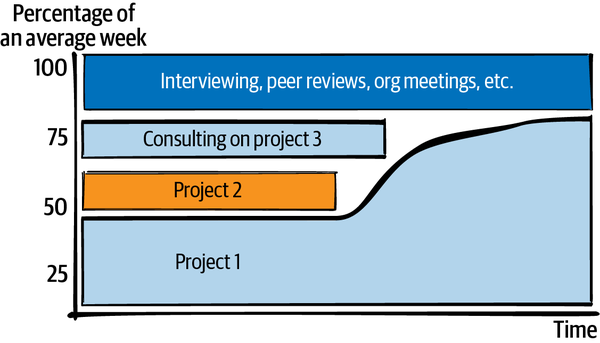 Percentage of
an average week
100
Interviewing, peer reviews, org meetings, etc.
75
Consulting on project 3
Project 2
50
Project 1
25
Time